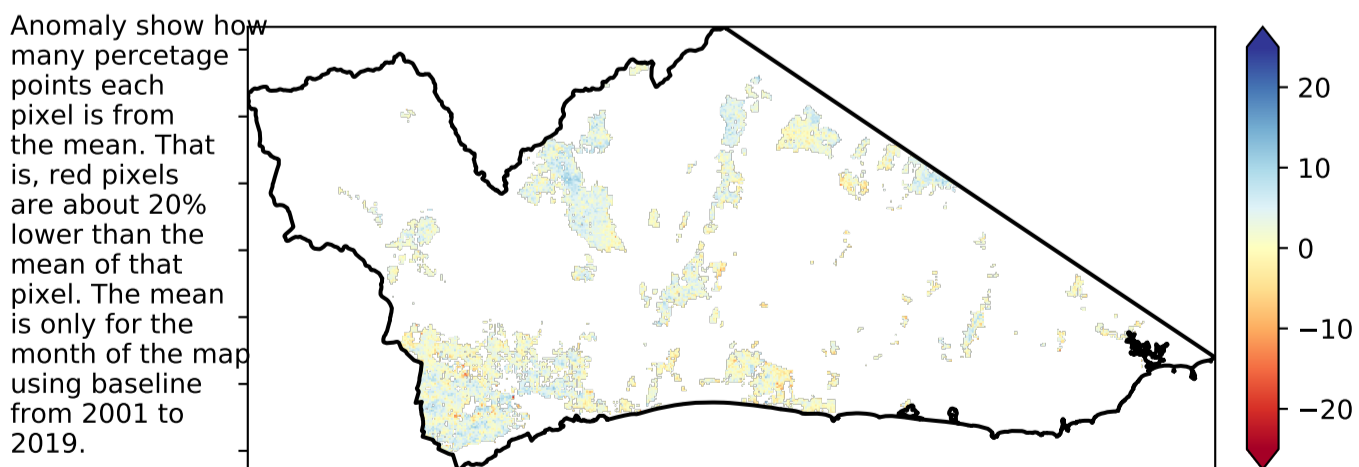 Anomaly show how
many percetage
points each
pixel is from
the mean. That
is, red pixels
are about 20%
lower than the
mean of that
pixel. The mean
is only for the
month of the map
using baseline
from 2001 to
2019.
20
10
0
−10
−20